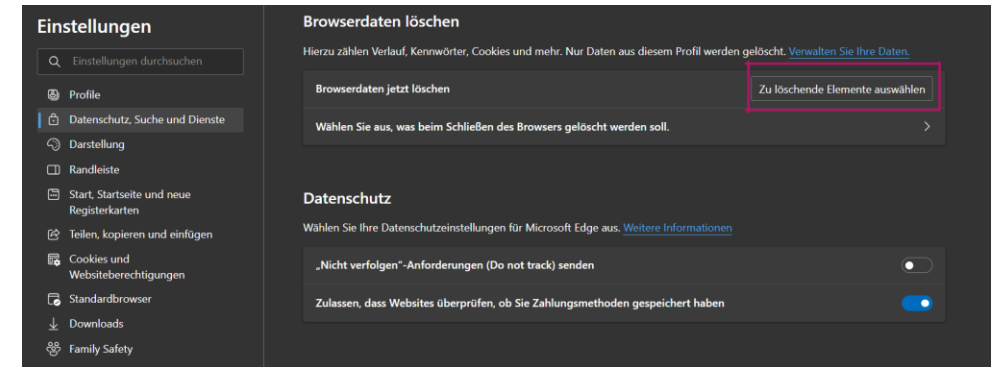 Einstellungen
Einstellungen durchsuchen
Profile
Datenschutz, Suche und Dienste
Darstellung
Randleiste
Start, Startseite und neue
Registerkarten
Teilen, kopieren und einfügen
Cookies und
Websiteberechtigungen
Standardbrowser
Downloads
Family Safety
Browserdaten löschen
Hierzu zählen Verlauf, Kennwörter, Cookies und mehr. Nur Daten aus diesem Profil werden gelöscht. Verwalten Sie Ihre Daten.
Browserdaten jetzt löschen
Zu löschende Elemente auswählen
Wählen Sie aus, was beim Schließen des Browsers gelöscht werden soll.
Datenschutz
Wählen Sie Ihre Datenschutzeinstellungen für Microsoft Edge aus. Weitere Informationen
„Nicht verfolgen"-Anforderungen (Do not track) senden
Zulassen, dass Websites überprüfen, ob Sie Zahlungsmethoden gespeichert haben